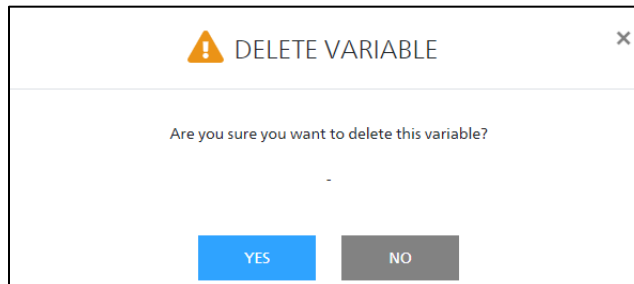 DELETE VARIABLE
×
Are you sure you want to delete this variable?
-
YES
NO